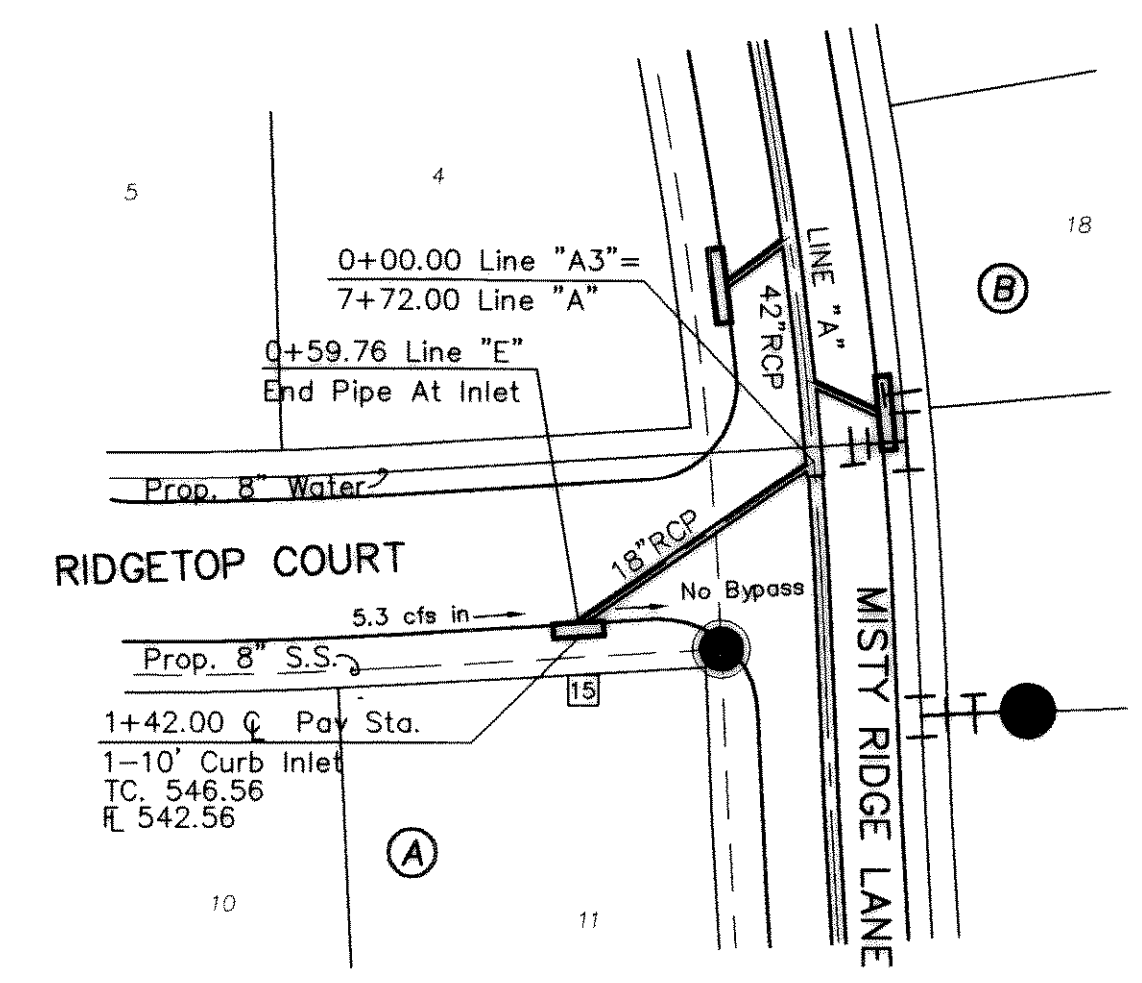 5
4
18
B
0+00.00 Line "A3"=
7+72.00 Line "A"
LINE "A"
42"RCP
0+59.76 Line "E"
End Pipe At Inlet
Prop. 8" Water
18"RCP
RIDGETOP COURT
5.3 cfs in
No Bypass
Prop. 8" S.S.
15
MISTY RIDGE LANE
1+42.00 ℄ Pav Sta.
1-10' Curb Inlet
TC. 546.56
FL 542.56
A
10
11